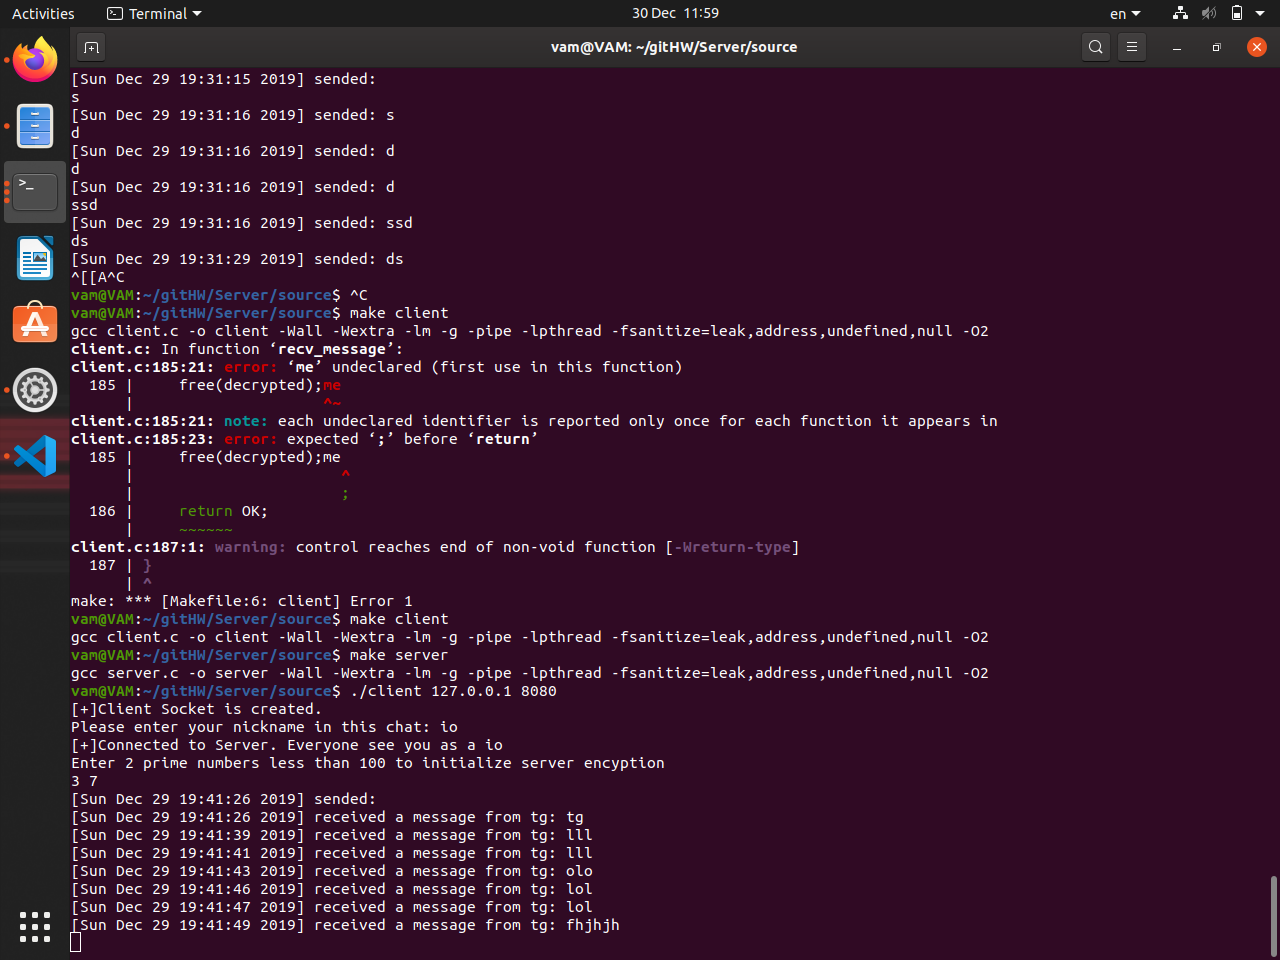 Activities
Terminal
30 Dec 11:59
en
vam@VAM: ~/gitHW/Server/source
[Sun Dec 29 19:31:15 2019] sended:
s
[Sun Dec 29 19:31:16 2019] sended: s
d
[Sun Dec 29 19:31:16 2019] sended: d
d
[Sun Dec 29 19:31:16 2019] sended: d
ssd
[Sun Dec 29 19:31:16 2019] sended: ssd
ds
[Sun Dec 29 19:31:29 2019] sended: ds
^[[A^C
vam@VAM:~/gitHW/Server/source$ ^C
vam@VAM:~/gitHW/Server/source$ make client
gcc client.c -o client -Wall -Wextra -lm -g -pipe -lpthread -fsanitize=leak,address,undefined,null -O2
client.c: In function ‘recv_message’:
client.c:185:21: error: ‘me’ undeclared (first use in this function)
  185 |     free(decrypted);me
      |                     ^~
client.c:185:21: note: each undeclared identifier is reported only once for each function it appears in
client.c:185:23: error: expected ‘;’ before ‘return’
  185 |     free(decrypted);me
      |                       ^
      |                       ;
  186 |     return OK;
      |     ~~~~~~
client.c:187:1: warning: control reaches end of non-void function [-Wreturn-type]
  187 | }
      | ^
make: *** [Makefile:6: client] Error 1
vam@VAM:~/gitHW/Server/source$ make client
gcc client.c -o client -Wall -Wextra -lm -g -pipe -lpthread -fsanitize=leak,address,undefined,null -O2
vam@VAM:~/gitHW/Server/source$ make server
gcc server.c -o server -Wall -Wextra -lm -g -pipe -lpthread -fsanitize=leak,address,undefined,null -O2
vam@VAM:~/gitHW/Server/source$ ./client 127.0.0.1 8080
[+]Client Socket is created.
Please enter your nickname in this chat: io
[+]Connected to Server. Everyone see you as a io
Enter 2 prime numbers less than 100 to initialize server encyption
3 7
[Sun Dec 29 19:41:26 2019] sended:
[Sun Dec 29 19:41:26 2019] received a message from tg: tg
[Sun Dec 29 19:41:39 2019] received a message from tg: lll
[Sun Dec 29 19:41:41 2019] received a message from tg: lll
[Sun Dec 29 19:41:43 2019] received a message from tg: olo
[Sun Dec 29 19:41:46 2019] received a message from tg: lol
[Sun Dec 29 19:41:47 2019] received a message from tg: lol
[Sun Dec 29 19:41:49 2019] received a message from tg: fhjhjh